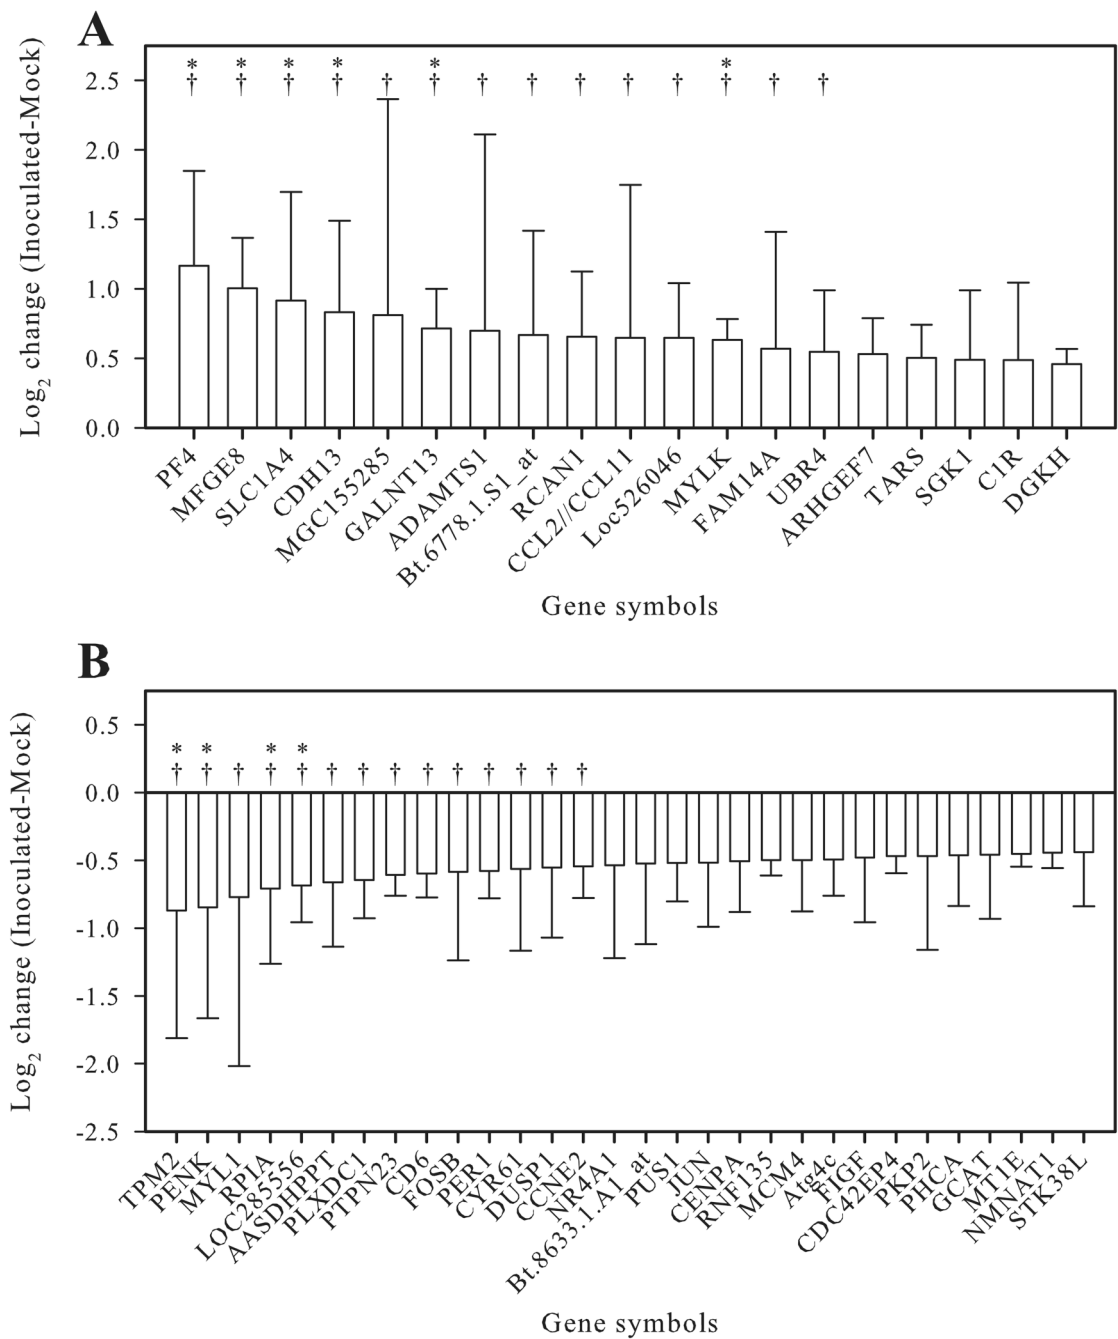 A
Log2 change (Inoculated-Mock)
2.5
2.0
1.5
1.0
0.5
0.0
* * * * * *
† † † † † † † † † † † † † †
PF4
MFGE8
SLC1A4
CDH13
MGC155285
GALNT13
ADAMTS1
Bt.6778.1.S1_at
RCAN1
CCL2//CCL11
Loc526046
MYLK
FAM14A
UBR4
ARHGEF7
TARS
SGK1
C1R
DGKH
Gene symbols
B
Log2 change (Inoculated-Mock)
0.5
0.0
-0.5
-1.0
-1.5
-2.0
-2.5
* * * *
† † † † † † † † † † † † † †
TPM2
PENK
MYL1
RPIA
LOC285556
AASDHPPT
PLXDC1
PTPN23
CD6
FOSB
PER1
CYR61
DUSP1
CCNE2
NR4A1
Bt.8633.1.A1_at
PUS1
JUN
CENPA
RNF135
MCM4
Atg4c
FIGF
CDC42EP4
PKP2
PHCA
GCAT
MT1E
NMNAT1
STK38L
Gene symbols